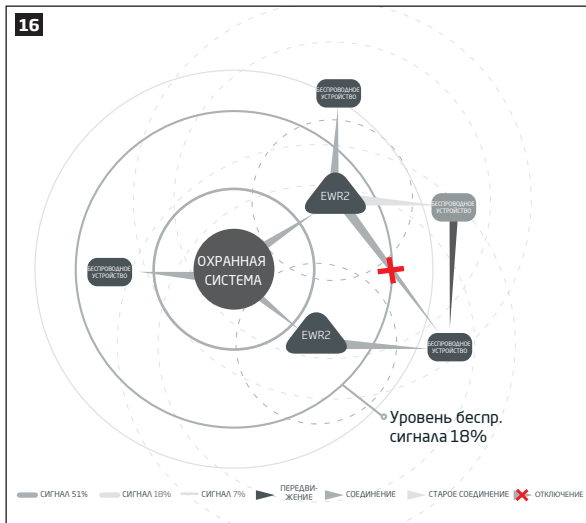 16
БЕСПРОВОДНОЕ
УСТРОЙСТВО
EWR2
БЕСПРОВОДНОЕ
УСТРОЙСТВО
ОХРАННАЯ
СИСТЕМА
БЕСПРОВОДНОЕ
УСТРОЙСТВО
EWR2
БЕСПРОВОДНОЕ
УСТРОЙСТВО
Уровень беспр.
сигнала 18%
СИГНАЛ 51%
СИГНАЛ 18%
СИГНАЛ 7%
ПЕРЕДВИ-
ЖЕНИЕ
СОЕДИНЕНИЕ
СТАРОЕ СОЕДИНЕНИЕ
ОТКЛЮЧЕНИЕ